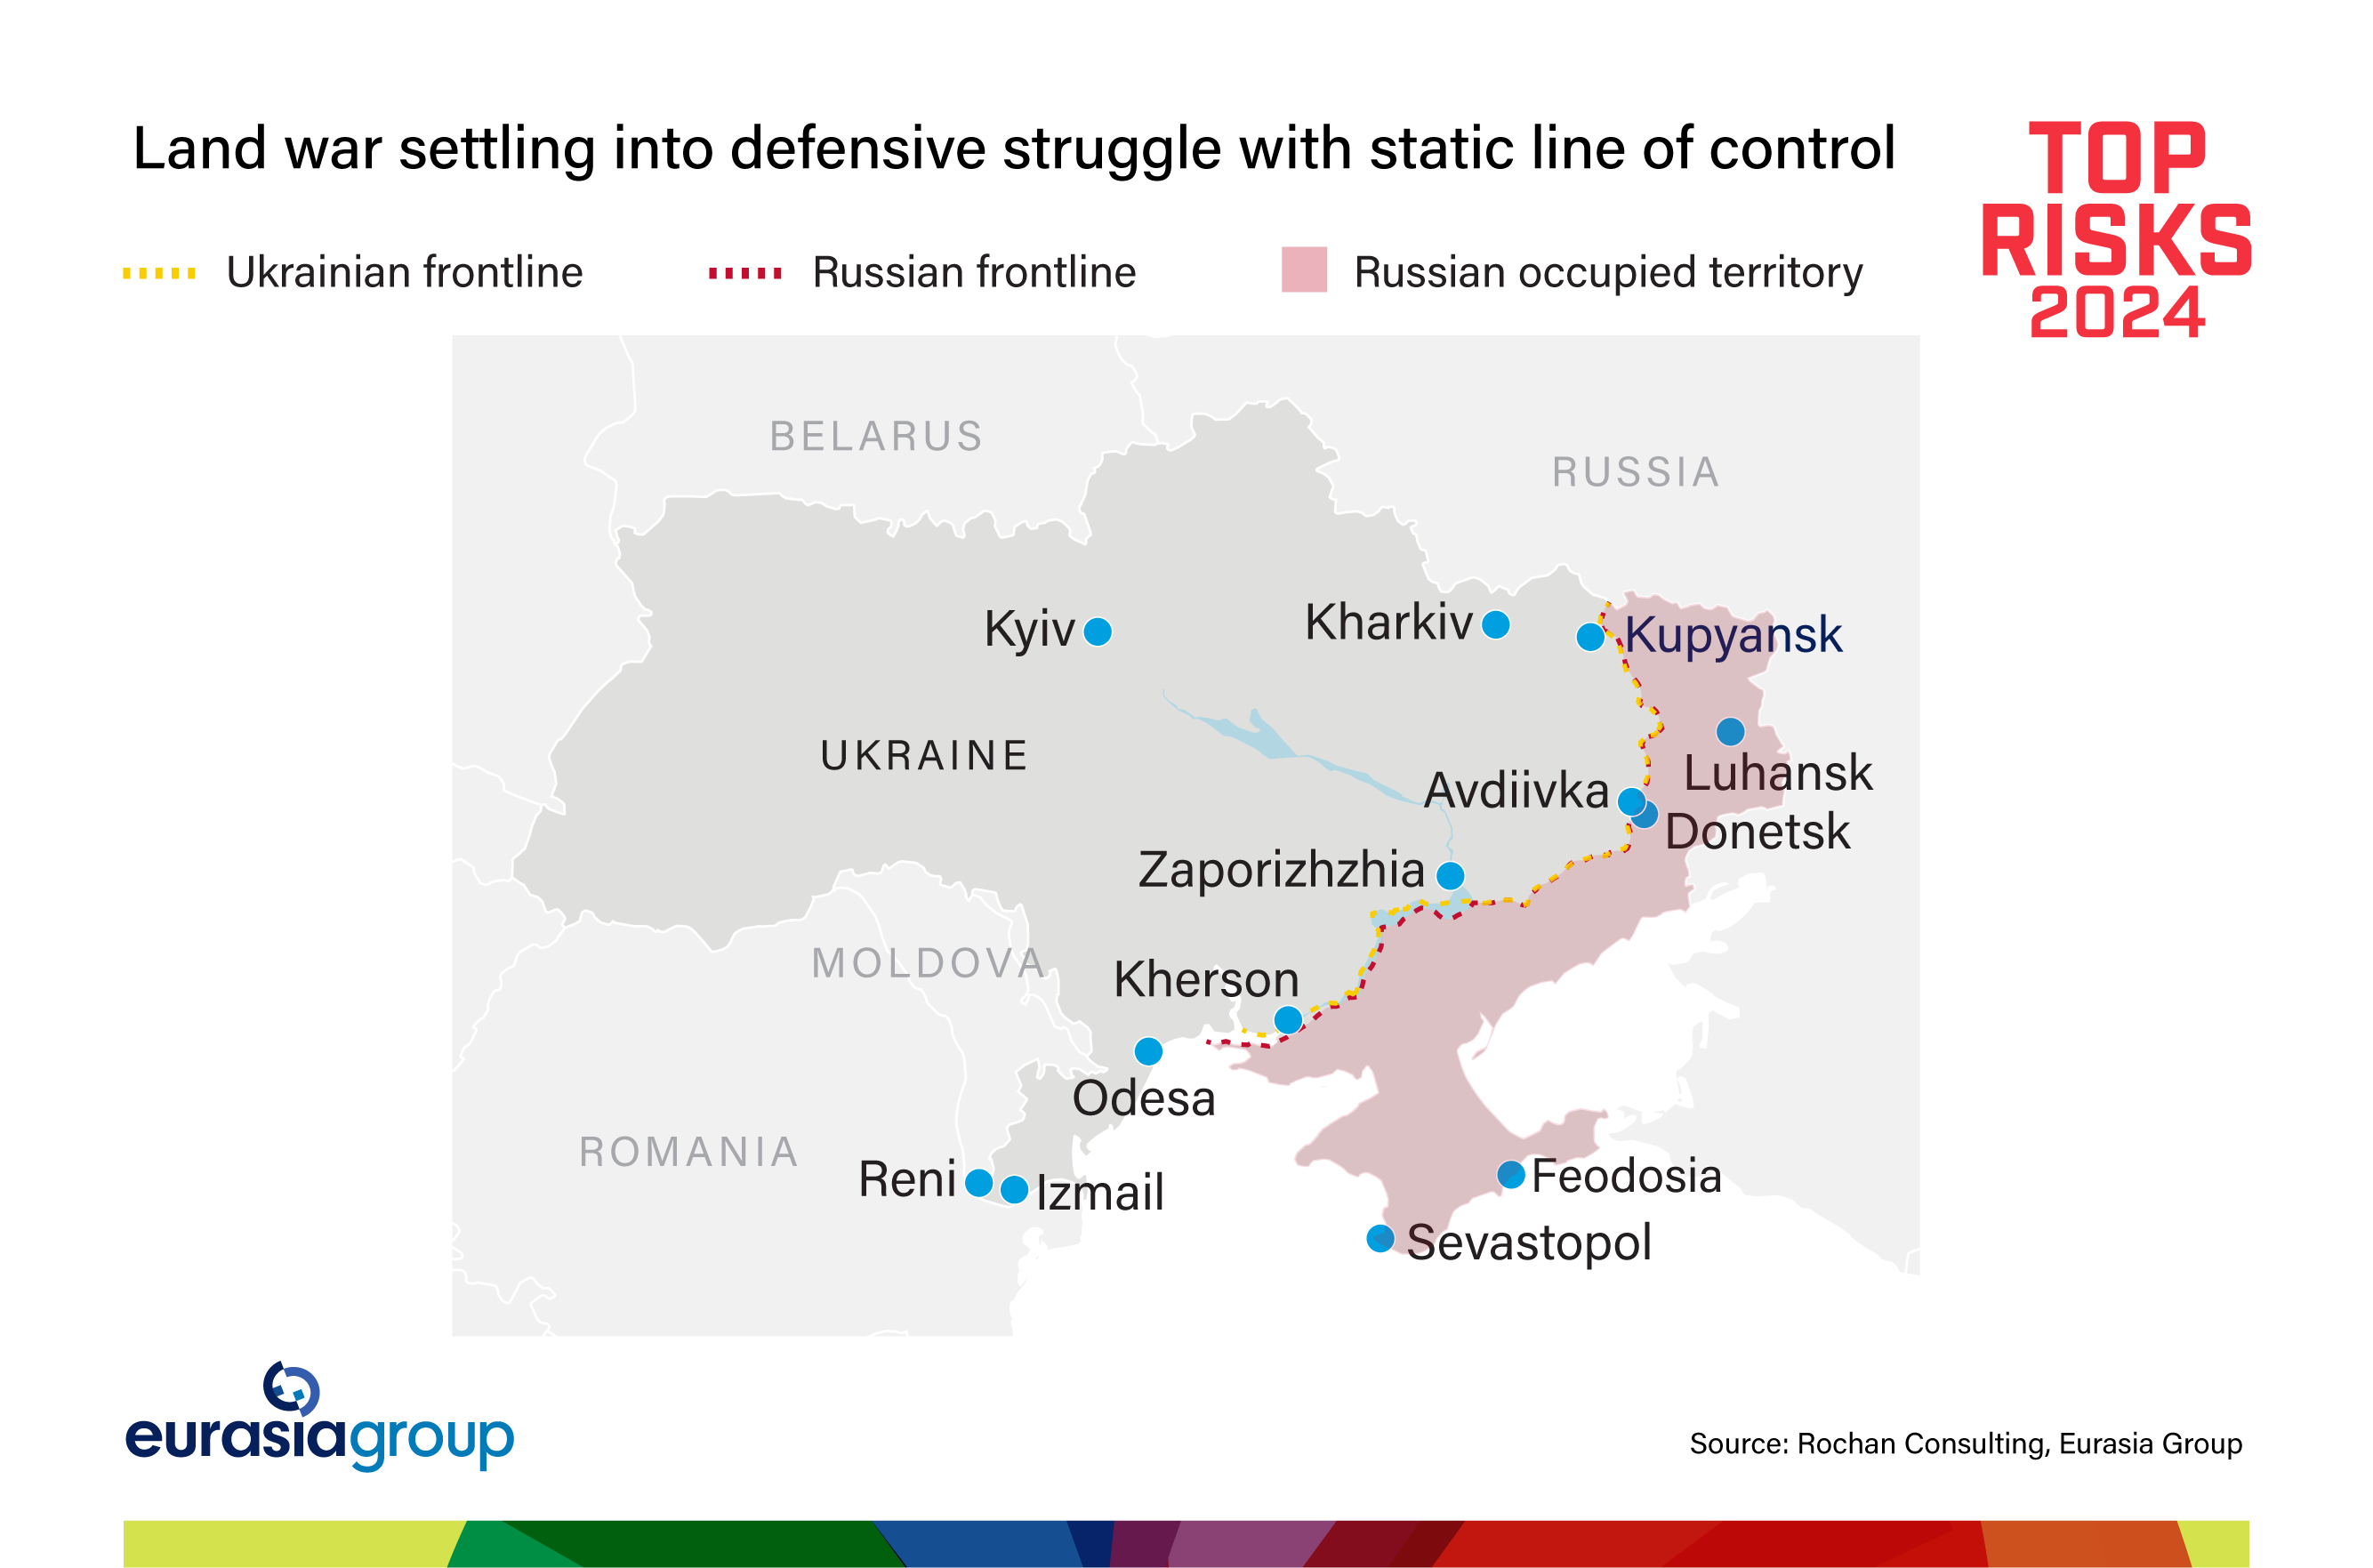 Land war settling into defensive struggle with static line of control
TOP
RISKS
2024
Ukrainian frontline
Russian frontline
Russian occupied territory
BELARUS
RUSSIA
Kyiv
Kharkiv
Kupyansk
UKRAINE
Luhansk
Avdiivka
Donetsk
Zaporizhzhia
MOLDOVA
Kherson
Odesa
ROMANIA
Reni
Izmail
Feodosia
Sevastopol
eurasiagroup
Source: Rochan Consulting, Eurasia Group